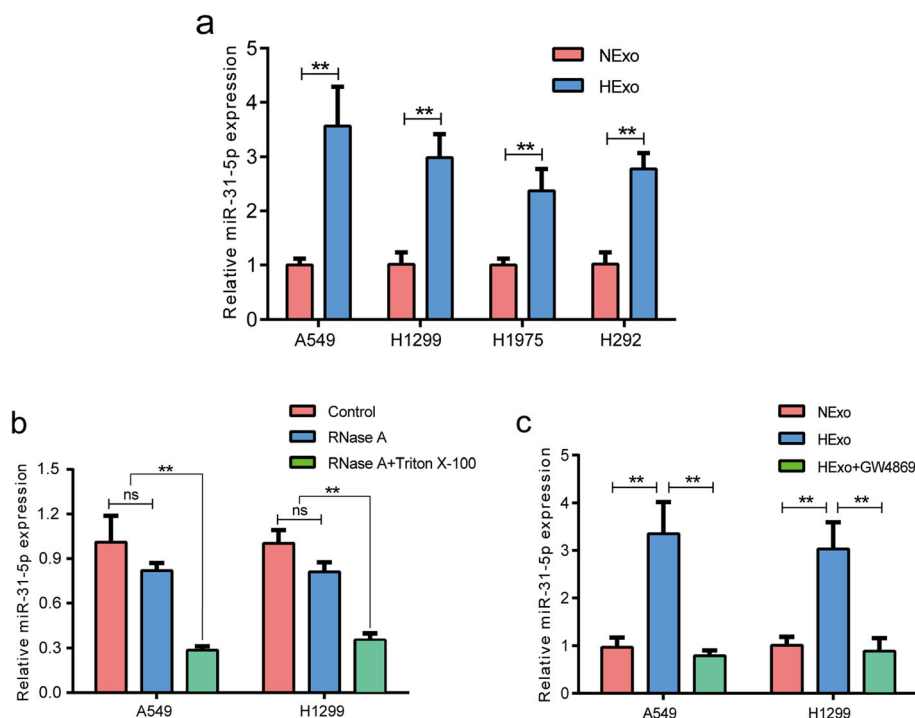 a
Relative miR-31-5p expression
5
4
3
2
1
0
NExo
HExo
**
**
**
**
A549
H1299
H1975
H292
b
Control
RNase A
RNase A+Triton X-100
Relative miR-31-5p expression
1.5
1.2
0.9
0.6
0.3
0.0
**
ns
**
ns
A549
H1299
c
NExo
HExo
HExo+GW4869
Relative miR-31-5p expression
5
4
3
2
1
0
**
**
**
**
A549
H1299